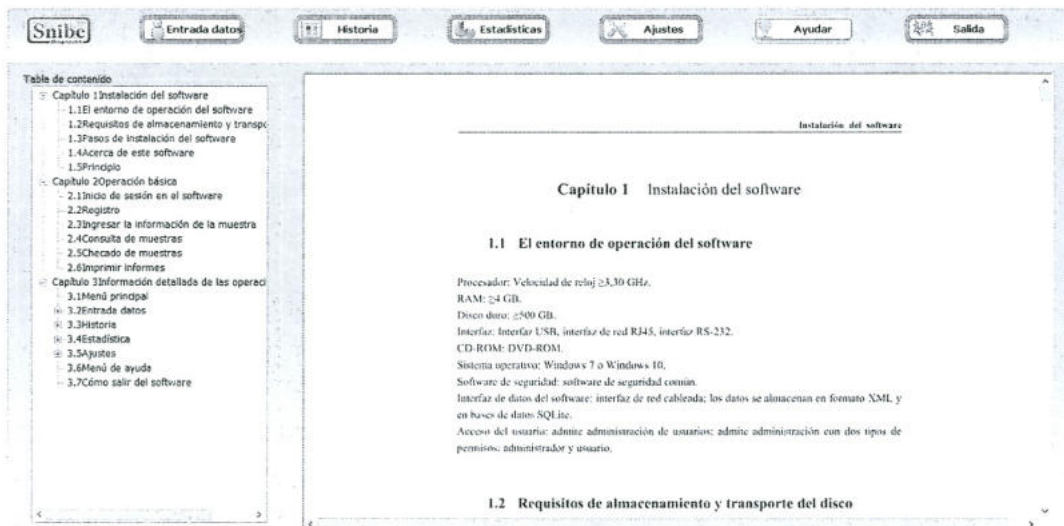 Snibe
Entrada datos
Historia
Estadísticas
Ajustes
Ayudar
Salida
Table de contenido
Capítulo 1Instalación del software
1.1El entorno de operación del software
1.2Requisitos de almacenamiento y transpo
1.3Pasos de instalación del software
1.4Acerca de este software
1.5Principio
Capítulo 2Operación básica
2.1Inicio de sesión en el software
2.2Registro
2.3Ingresar la información de la muestra
2.4Consulta de muestras
2.5Checado de muestras
2.6Imprimir informes
Capítulo 3Información detallada de las operaci
3.1Menú principal
3.2Entrada datos
3.3Historia
3.4Estadística
3.5Ajustes
3.6Menú de ayuda
3.7Cómo salir del software
Instalación del software
Capítulo 1 Instalación del software
1.1 El entorno de operación del software
Procesador: Velocidad de reloj ≥3,30 GHz.
RAM: ≥4 GB.
Disco duro: ≥500 GB.
Interfaz: Interfaz USB, interfaz de red RJ45, interfaz RS-232.
CD-ROM: DVD-ROM.
Sistema operativo: Windows 7 o Windows 10.
Software de seguridad: software de seguridad común.
Interfaz de datos del software: interfaz de red cableada; los datos se almacenan en formato XML y
en bases de datos SQLite.
Acceso del usuario: admite administración de usuarios; admite administración con dos tipos de
permisos: administrador y usuario.
1.2 Requisitos de almacenamiento y transporte del disco